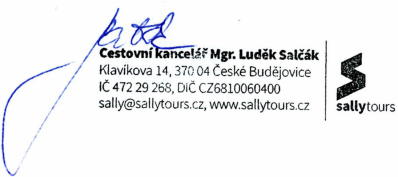 Cestovní kancelář Mgr. Luděk Salčák
Klavíkova 14, 370 04 České Budějovice
IČ 472 29 268, DIČ CZ6810060400
sally@sallytours.cz, www.sallytours.cz
sallytours